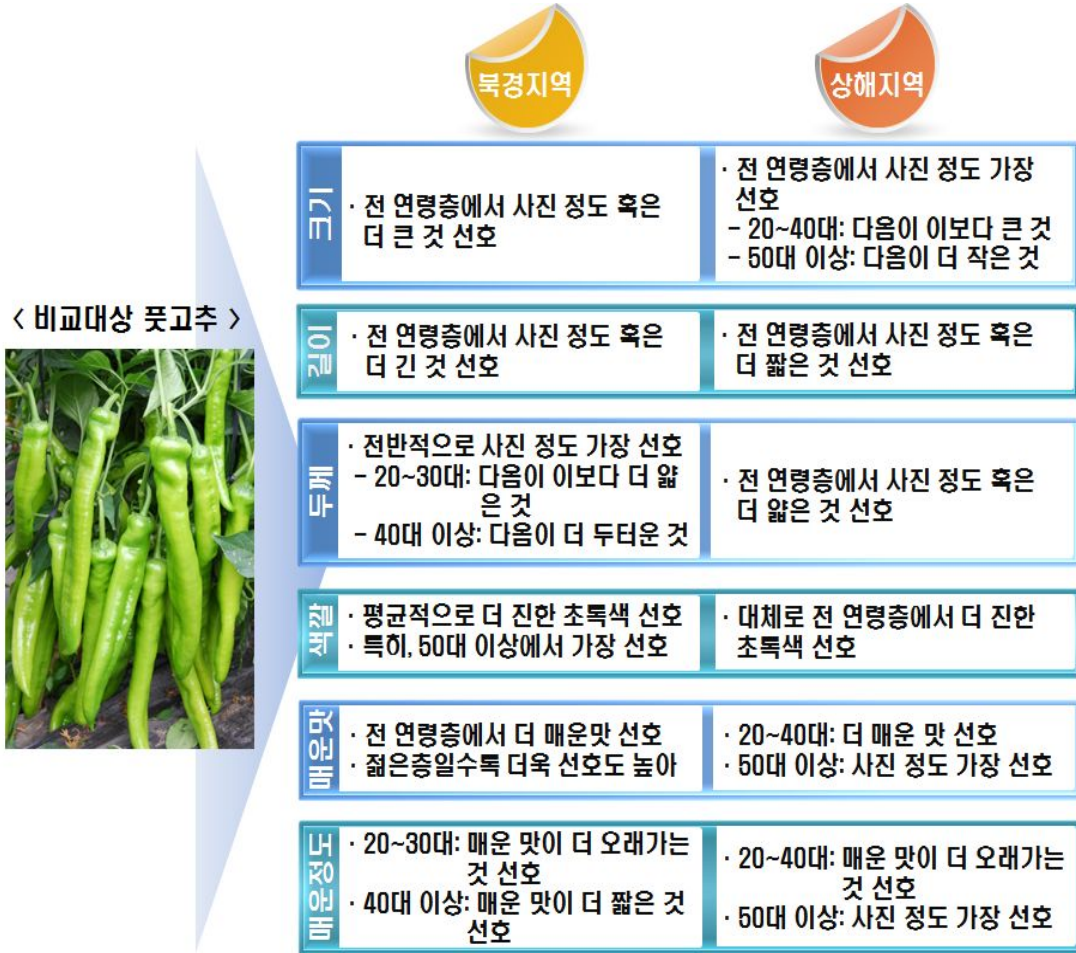 북경지역
상해지역
< 비교대상 풋고추 >
크기
· 전 연령층에서 사진 정도 혹은
더 큰 것 선호
· 전 연령층에서 사진 정도 가장
선호
- 20~40대: 다음이 이보다 큰 것
- 50대 이상: 다음이 더 작은 것
길이
· 전 연령층에서 사진 정도 혹은
더 긴 것 선호
· 전 연령층에서 사진 정도 혹은
더 짧은 것 선호
두께
· 전반적으로 사진 정도 가장 선호
- 20~30대: 다음이 이보다 더 얇
은 것
- 40대 이상: 다음이 더 두터운 것
· 전 연령층에서 사진 정도 혹은
더 얇은 것 선호
색깔
· 평균적으로 더 진한 초록색 선호
· 특히, 50대 이상에서 가장 선호
· 대체로 전 연령층에서 더 진한
초록색 선호
매운맛
· 전 연령층에서 더 매운맛 선호
· 젊은층일수록 더욱 선호도 높아
· 20~40대: 더 매운 맛 선호
· 50대 이상: 사진 정도 가장 선호
매운정도
· 20~30대: 매운 맛이 더 오래가는
것 선호
· 40대 이상: 매운 맛이 더 짧은 것
선호
· 20~40대: 매운 맛이 더 오래가는
것 선호
· 50대 이상: 사진 정도 가장 선호